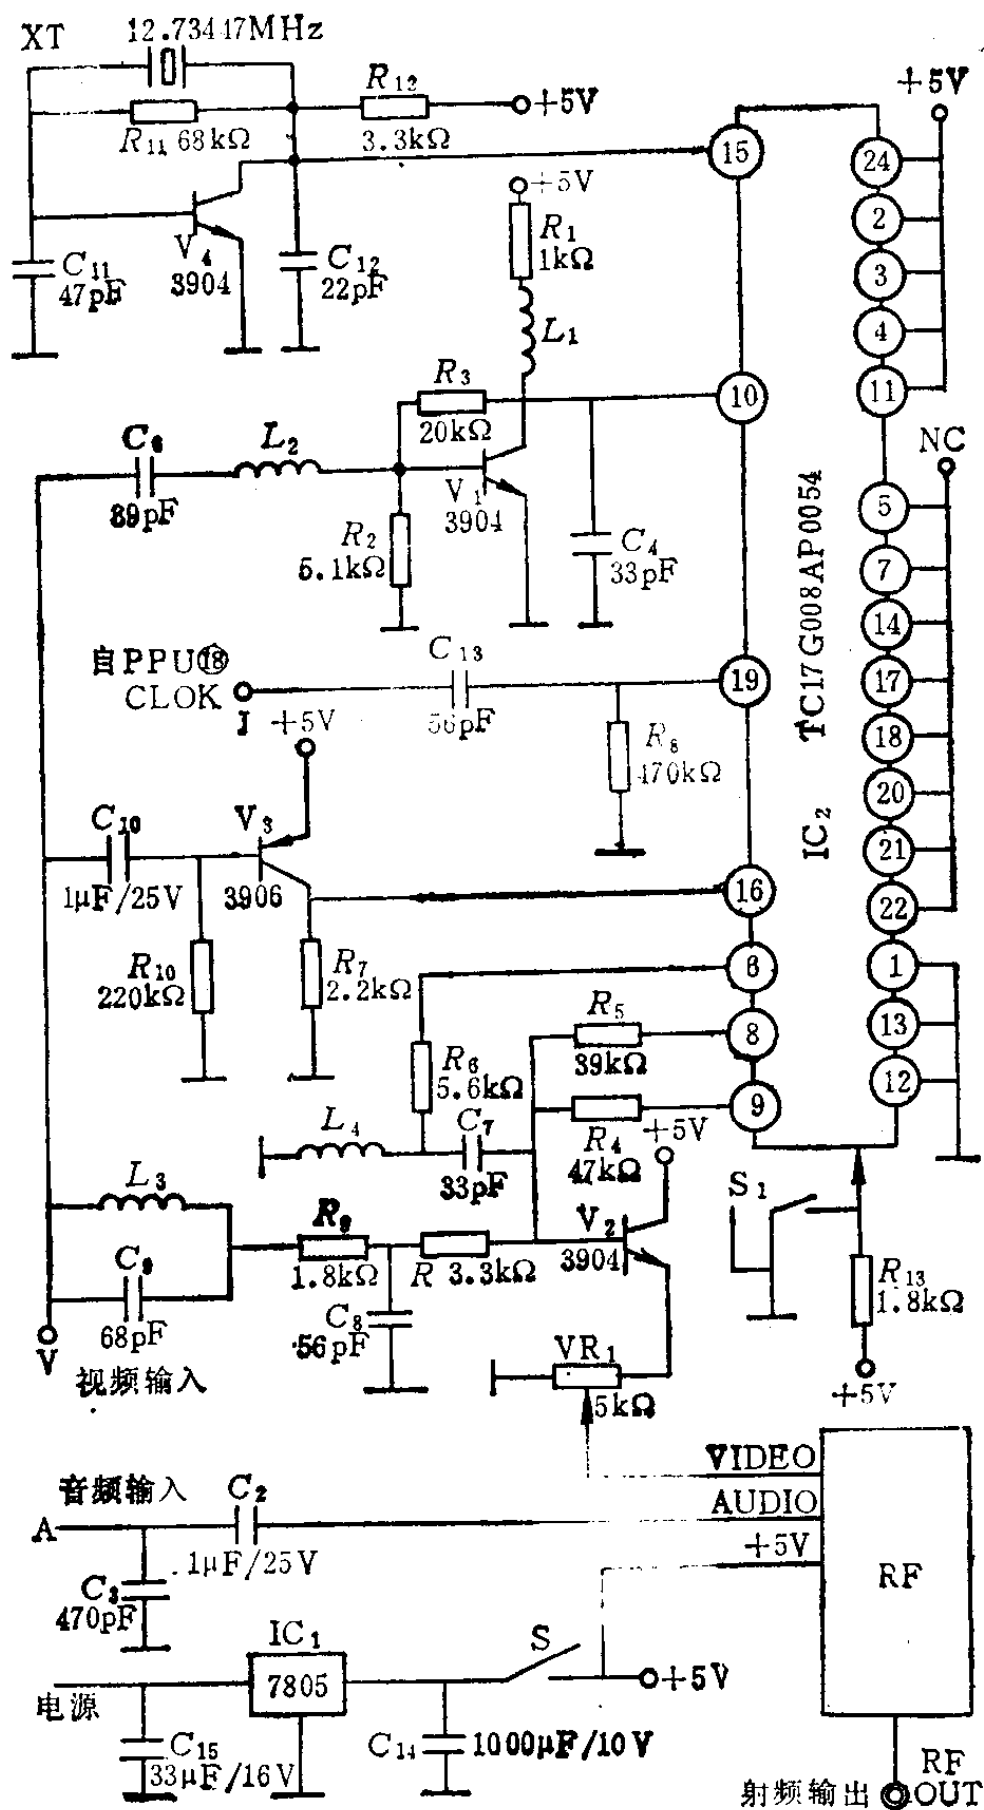 XT
12.73447MHz
R11 68kΩ
R12
3.3kΩ
+5V
15
+5V
24
2
3
4
11
+5V
R1
1kΩ
L1
V4
3904
C11
47pF
C12
22pF
R3
20kΩ
10
C6
39pF
L2
V1
3904
R2
5.1kΩ
C4
33pF
NC
5
7
14
17
18
20
21
22
TC17G008AP0054
IC2
自PPU⑱
CLOK
I
C13
56pF
19
R8
470kΩ
+5V
C10
1μF/25V
V3
3906
16
R10
220kΩ
R7
2.2kΩ
6
8
9
1
13
12
R5
39kΩ
R6
5.6kΩ
R4
47kΩ
L4
C7
33pF
+5V
L3
C9
68pF
R9
1.8kΩ
R 3.3kΩ
V2
3904
C8
56pF
V
视频输入
VR1
5kΩ
S1
R13
1.8kΩ
+5V
VIDEO
AUDIO
+5V
RF
音频输入
A
C2
.1μF/25V
C3
470pF
IC1
7805
S
+5V
电源
C15
33μF/16V
C14
1000μF/10V
射频输出
RF
OUT